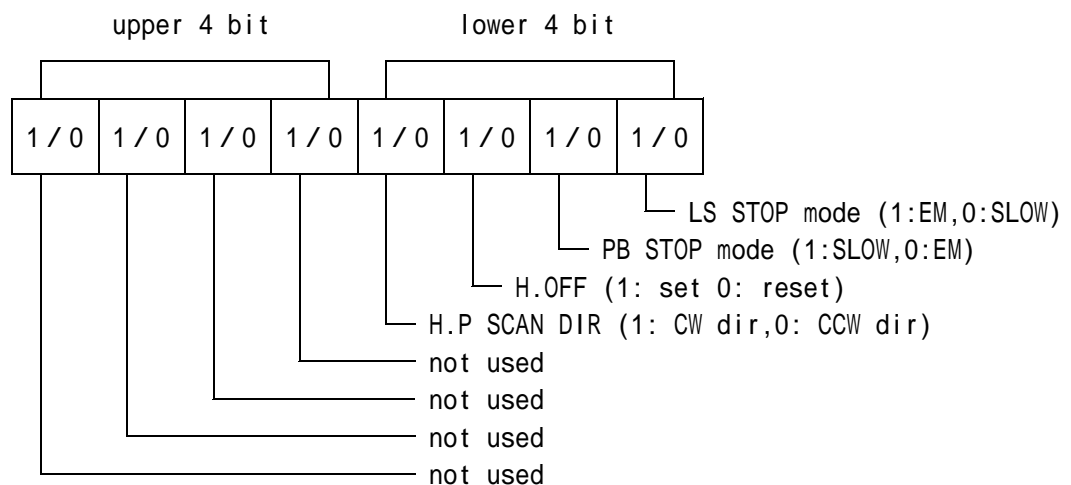 upper 4 bit lower 4 bit
1/0 1/0 1/0 1/0 1/0 1/0 1/0 1/0
LS STOP mode (1:EM,0:SLOW)
PB STOP mode (1:SLOW,0:EM)
H.OFF (1: set 0: reset)
H.P SCAN DIR (1: CW dir,0: CCW dir)
not used
not used
not used
not used